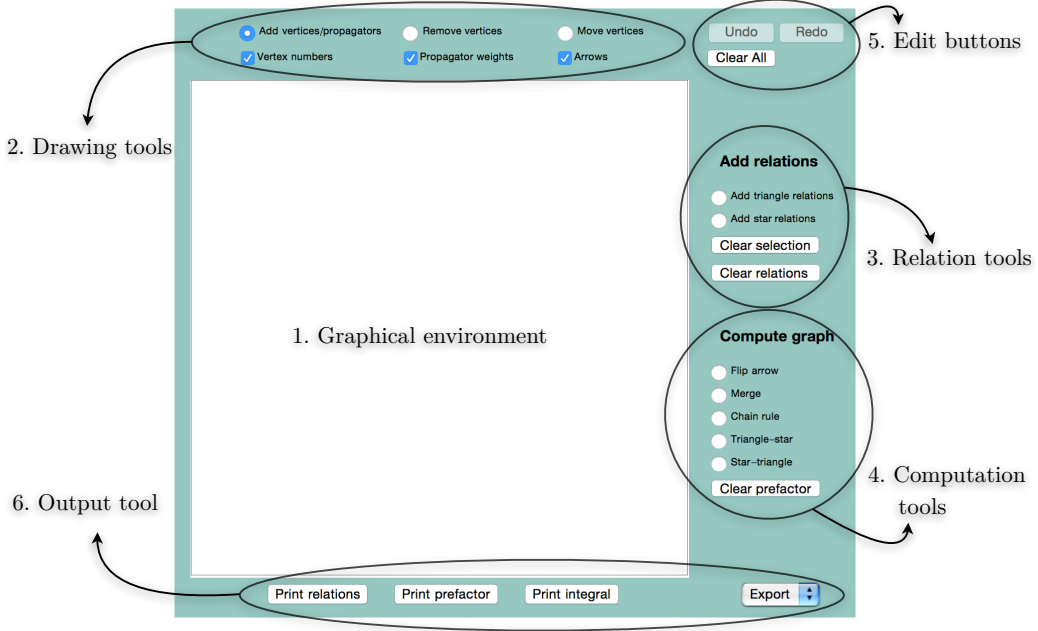 Add vertices/propagators
Remove vertices
Move vertices
Vertex numbers
Propagator weights
Arrows
Undo
Redo
Clear All
5. Edit buttons
2. Drawing tools
Add relations
Add triangle relations
Add star relations
Clear selection
Clear relations
3. Relation tools
1. Graphical environment
Compute graph
Flip arrow
Merge
Chain rule
Triangle–star
Star–triangle
Clear prefactor
4. Computation
tools
6. Output tool
Print relations
Print prefactor
Print integral
Export